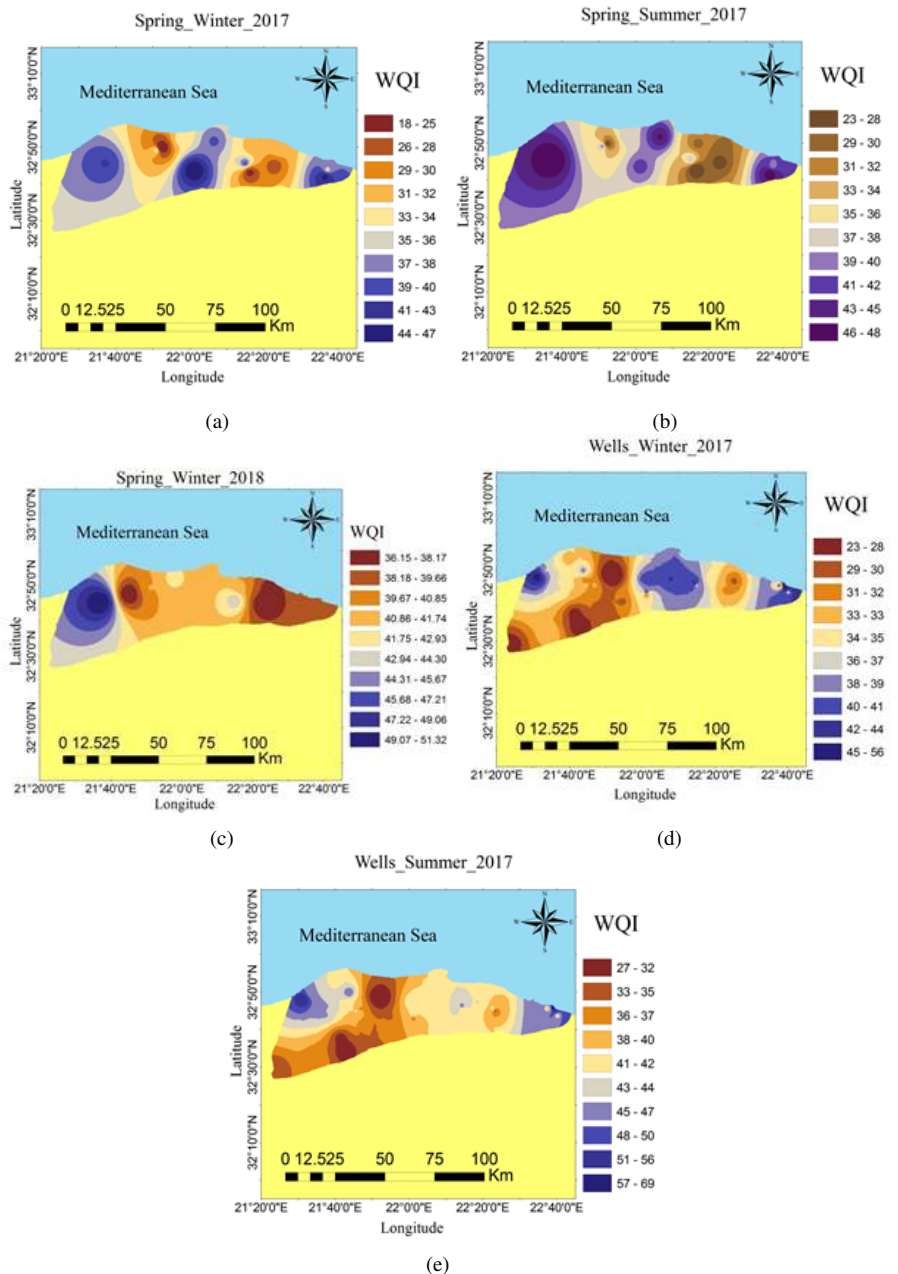 Spring_Winter_2017
33°10'0"N
32°50'0"N
32°30'0"N
32°10'0"N
Latitude
Mediterranean Sea
N
W
E
S
WQI
18 - 25
26 - 28
29 - 30
31 - 32
33 - 34
35 - 36
37 - 38
39 - 40
41 - 43
44 - 47
0 12.525 50 75 100
Km
21°20'0"E 21°40'0"E 22°0'0"E 22°20'0"E 22°40'0"E
Longitude
(a)
Spring_Summer_2017
33°10'0"N
32°50'0"N
32°30'0"N
32°10'0"N
Latitude
Mediterranean Sea
N
W
E
S
WQI
23 - 28
29 - 30
31 - 32
33 - 34
35 - 36
37 - 38
39 - 40
41 - 42
43 - 45
46 - 48
0 12.525 50 75 100
Km
21°20'0"E 21°40'0"E 22°0'0"E 22°20'0"E 22°40'0"E
Longitude
(b)
Spring_Winter_2018
33°10'0"N
32°50'0"N
32°30'0"N
32°10'0"N
Latitude
Mediterranean Sea
N
W
E
S
WQI
36.15 - 38.17
38.18 - 39.66
39.67 - 40.85
40.86 - 41.74
41.75 - 42.93
42.94 - 44.30
44.31 - 45.67
45.68 - 47.21
47.22 - 49.06
49.07 - 51.32
0 12.525 50 75 100
Km
21°20'0"E 21°40'0"E 22°0'0"E 22°20'0"E 22°40'0"E
Longitude
(c)
Wells_Winter_2017
33°10'0"N
32°50'0"N
32°30'0"N
32°10'0"N
Latitude
Mediterranean Sea
N
W
E
S
WQI
23 - 28
29 - 30
31 - 32
33 - 33
34 - 35
36 - 37
38 - 39
40 - 41
42 - 44
45 - 56
0 12.525 50 75 100
Km
21°20'0"E 21°40'0"E 22°0'0"E 22°20'0"E 22°40'0"E
Longitude
(d)
Wells_Summer_2017
33°10'0"N
32°50'0"N
32°30'0"N
32°10'0"N
Latitude
Mediterranean Sea
N
W
E
S
WQI
27 - 32
33 - 35
36 - 37
38 - 40
41 - 42
43 - 44
45 - 47
48 - 50
51 - 56
57 - 69
0 12.525 50 75 100
Km
21°20'0"E 21°40'0"E 22°0'0"E 22°20'0"E 22°40'0"E
Longitude
(e)